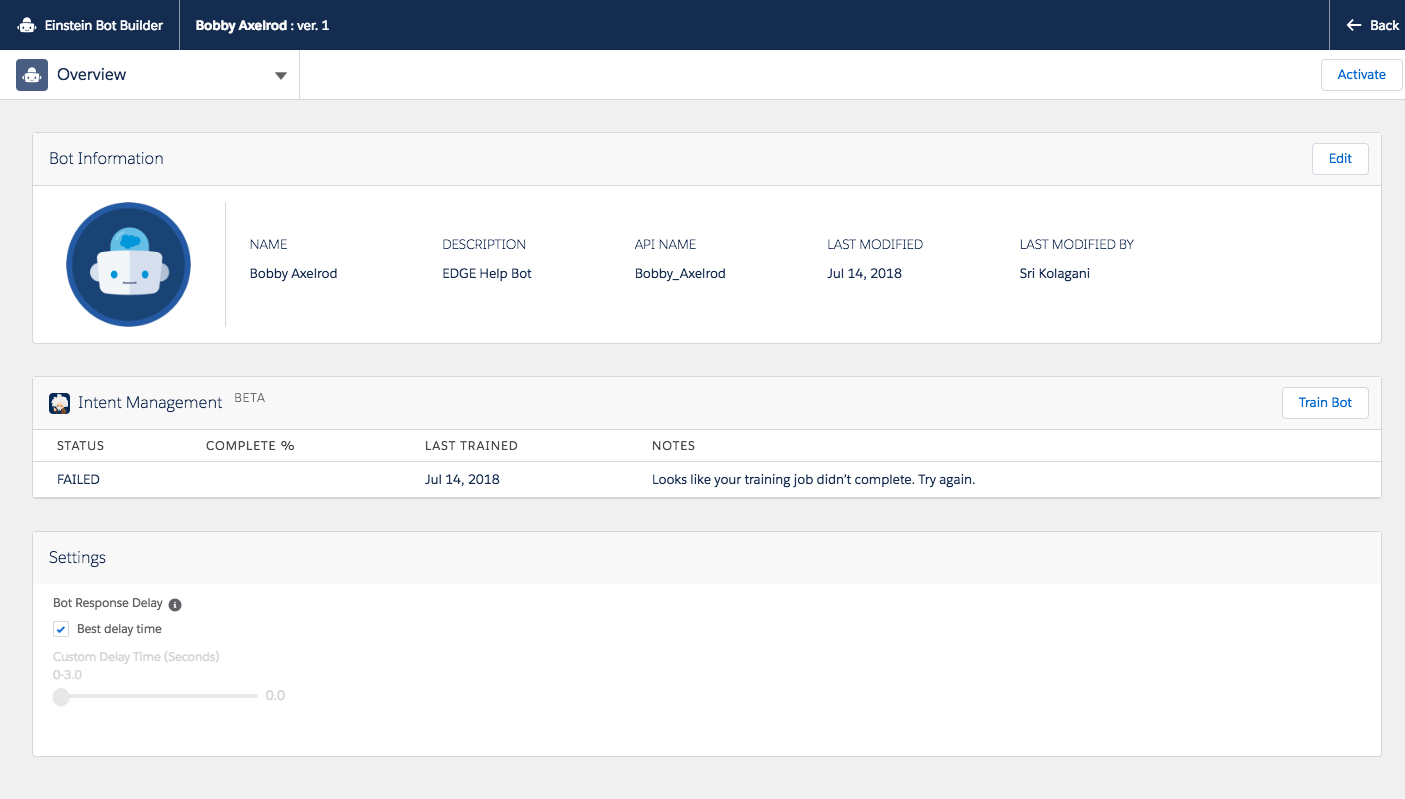 Einstein Bot Builder
Bobby Axelrod : ver. 1
Back
Overview
Activate
Bot Information
Edit
NAME DESCRIPTION API NAME LAST MODIFIED LAST MODIFIED BY
Bobby Axelrod EDGE Help Bot Bobby_Axelrod Jul 14, 2018 Sri Kolagani
Intent Management BETA
Train Bot
STATUS COMPLETE % LAST TRAINED NOTES
FAILED Jul 14, 2018 Looks like your training job didn't complete. Try again.
Settings
Bot Response Delay
Best delay time
Custom Delay Time (Seconds)
0-3.0
0.0